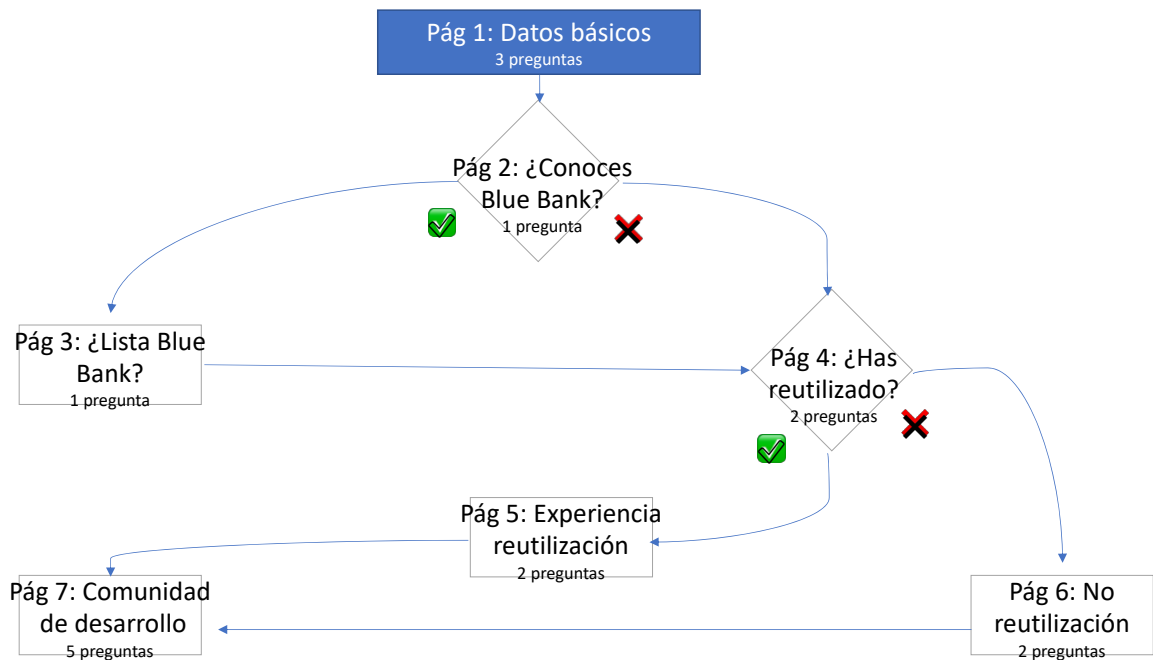 Pág 1: Datos básicos
3 preguntas
Pág 2: ¿Conoces
Blue Bank?
1 pregunta
Pág 3: ¿Lista Blue
Bank?
1 pregunta
Pág 4: ¿Has
reutilizado?
2 preguntas
Pág 5: Experiencia
reutilización
2 preguntas
Pág 7: Comunidad
de desarrollo
5 preguntas
Pág 6: No
reutilización
2 preguntas